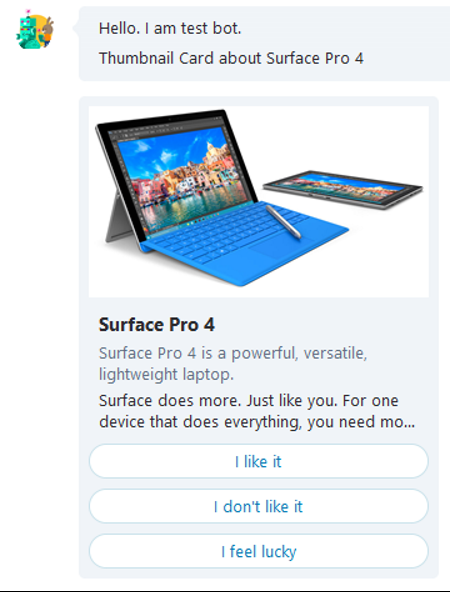 Hello. I am test bot.
Thumbnail Card about Surface Pro 4
Surface Pro 4
Surface Pro 4 is a powerful, versatile,
lightweight laptop.
Surface does more. Just like you. For one
device that does everything, you need mo...
I like it
I don't like it
I feel lucky